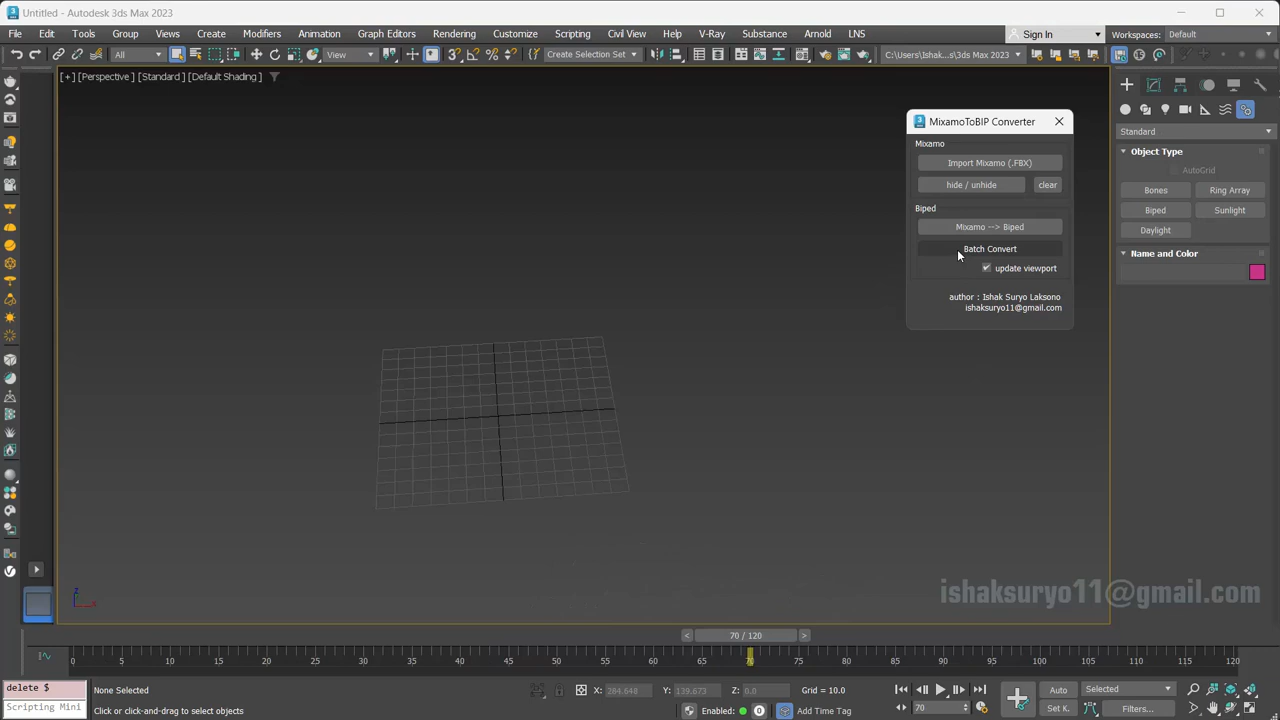 Untitled - Autodesk 3ds Max 2023
File Edit Tools Group Views Create Modifiers Animation Graph Editors Rendering Customize Scripting Civil View Help V-Ray Substance Arnold LNS Sign In Workspaces: Default
All View Create Selection Set C:\Users\Ishak...s\3ds Max 2023
[+] [Perspective ] [Standard ] [Default Shading ]
MixamoToBIP Converter
Mixamo
Import Mixamo (.FBX)
hide / unhide clear
Biped
Mixamo --> Biped
Batch Convert
update viewport
author : Ishak Suryo Laksono
ishaksuryo11@gmail.com
Standard
Object Type
AutoGrid
Bones Ring Array
Biped Sunlight
Daylight
Name and Color
ishaksuryo11@gmail.com
z
x
< 70 / 120 >
0 5 10 15 20 25 30 35 40 45 50 55 60 65 70 75 80 85 90 95 100 105 110 115 120
delete $ None Selected X: 284.648 Y: 139.673 Z: 0.0 Grid = 10.0 Auto Selected
Scripting Mini Click or click-and-drag to select objects Enabled: 0 Add Time Tag 70 Set K. Filters...